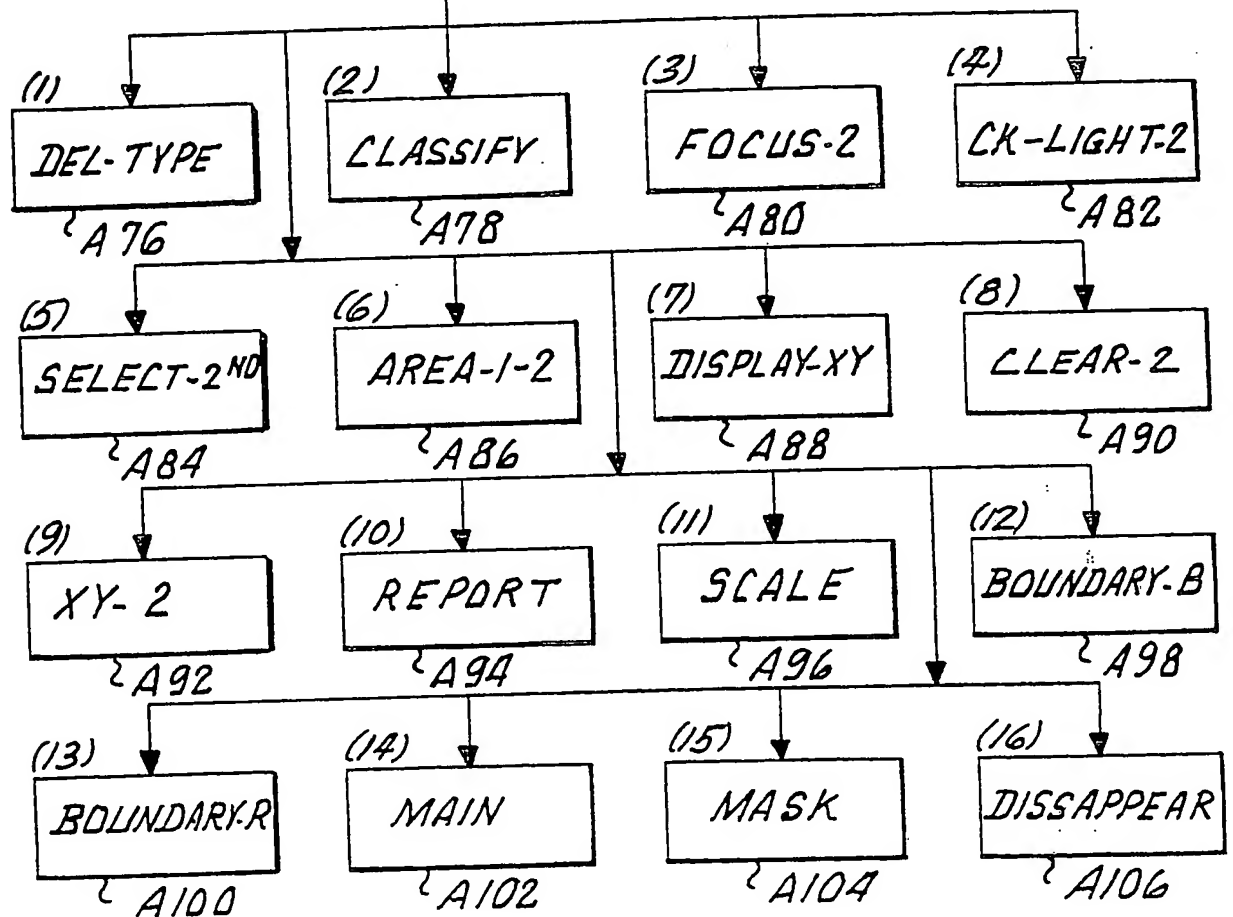 (1) (2) (3) (4)
DEL-TYPE CLASSIFY FOCUS-2 CK-LIGHT-2
A76 A78 A80 A82
(5) (6) (7) (8)
SELECT-2ND AREA-1-2 DISPLAY-XY CLEAR-2
A84 A86 A88 A90
(9) (10) (11) (12)
XY-2 REPORT SCALE BOUNDARY-B
A92 A94 A96 A98
(13) (14) (15) (16)
BOUNDARY-R MAIN MASK DISSAPPEAR
A100 A102 A104 A106